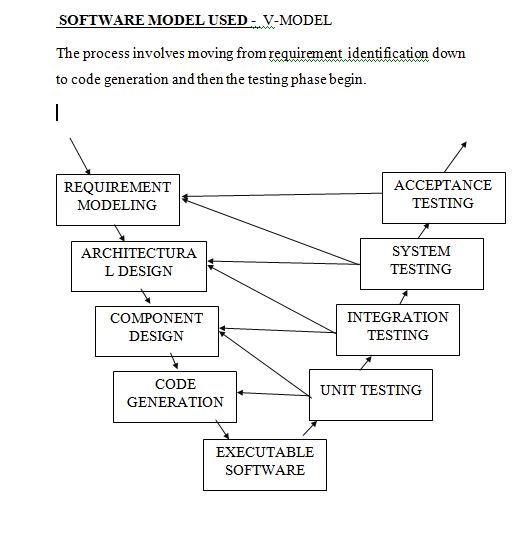 SOFTWARE MODEL USED - V-MODEL
The process involves moving from requirement identification down
to code generation and then the testing phase begin.
REQUIREMENT
MODELING
ACCEPTANCE
TESTING
ARCHITECTURA
L DESIGN
SYSTEM
TESTING
COMPONENT
DESIGN
INTEGRATION
TESTING
CODE
GENERATION
UNIT TESTING
EXECUTABLE
SOFTWARE